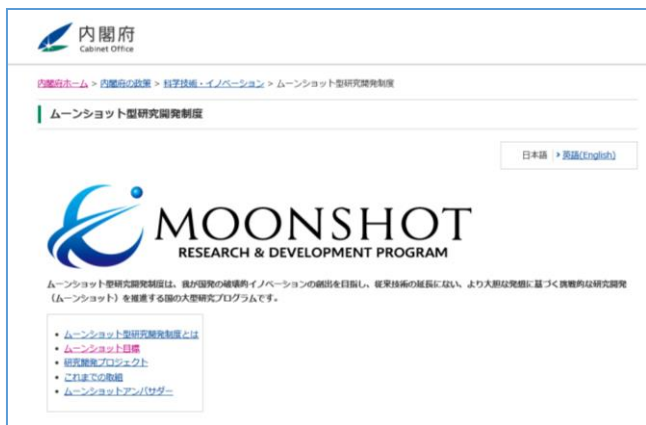 内閣府
Cabinet Office
内閣府ホーム > 内閣府の政策 > 科学技術・イノベーション > ムーンショット型研究開発制度
ムーンショット型研究開発制度
日本語 英語(English)
MOONSHOT
RESEARCH & DEVELOPMENT PROGRAM
ムーンショット型研究開発制度は、我が国発の破壊的イノベーションの創出を目指し、従来技術の延長にない、より大胆な発想に基づく挑戦的な研究開発
（ムーンショット）を推進する国の大型研究プログラムです。
ムーンショット型研究開発制度とは
ムーンショット目標
研究開発プロジェクト
これまでの取組
ムーンショットアンバサダー